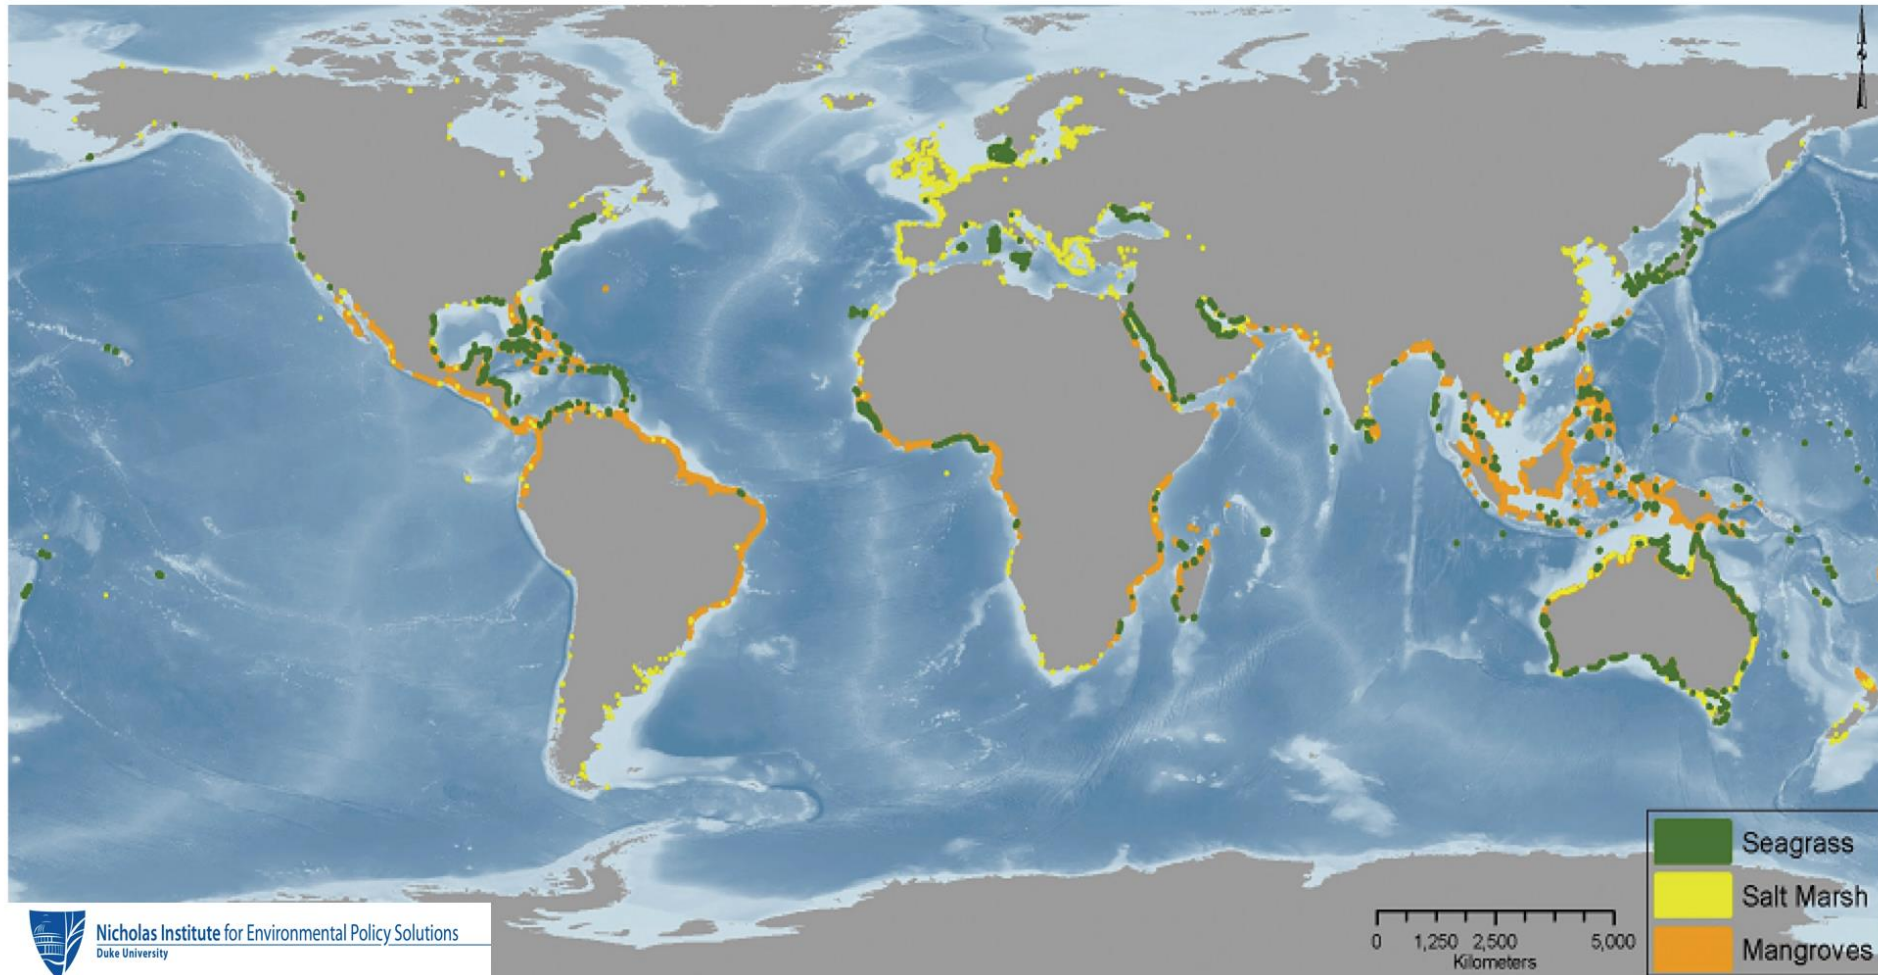 Seagrass
Salt Marsh
Mangroves
0 1,250 2,500 5,000
Kilometers
Nicholas Institute for Environmental Policy Solutions
Duke University